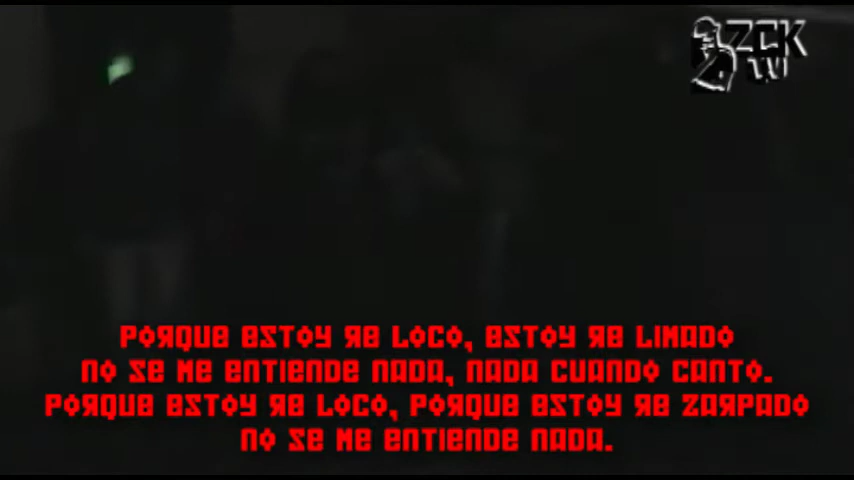 ZCK
TV
PORQUE ESTOY RE LOCO, ESTOY RE LIMADO
NO SE ME ENTIENDE NADA, NADA CUANDO CANTO.
PORQUE ESTOY RE LOCO, PORQUE ESTOY RE ZARPADO
NO SE ME ENTIENDE NADA.